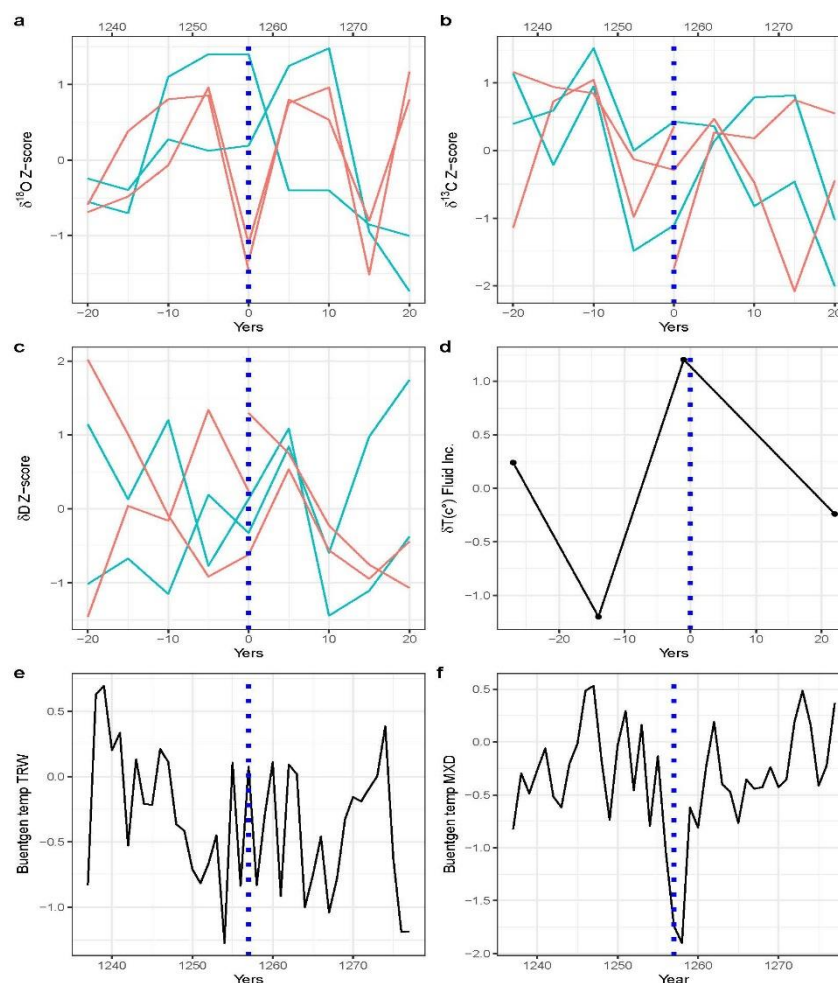 a
1240 1250 1260 1270
δ¹⁸O Z−score
1
0
−1
−20 −10 0 10 20
Yers
b
1240 1250 1260 1270
δ¹³C Z−score
1
0
−1
−2
−20 −10 0 10 20
Yers
c
δD Z−score
2
1
0
−1
−20 −10 0 10 20
Yers
d
δT(c°) Fluid Inc.
1.0
0.5
0.0
−0.5
−1.0
−20 −10 0 10 20
Yers
e
Buentgen temp TRW
0.5
0.0
−0.5
−1.0
1240 1250 1260 1270
Yers
f
Buentgen temp MXD
0.5
0.0
−0.5
−1.0
−1.5
−2.0
1240 1250 1260 1270
Year